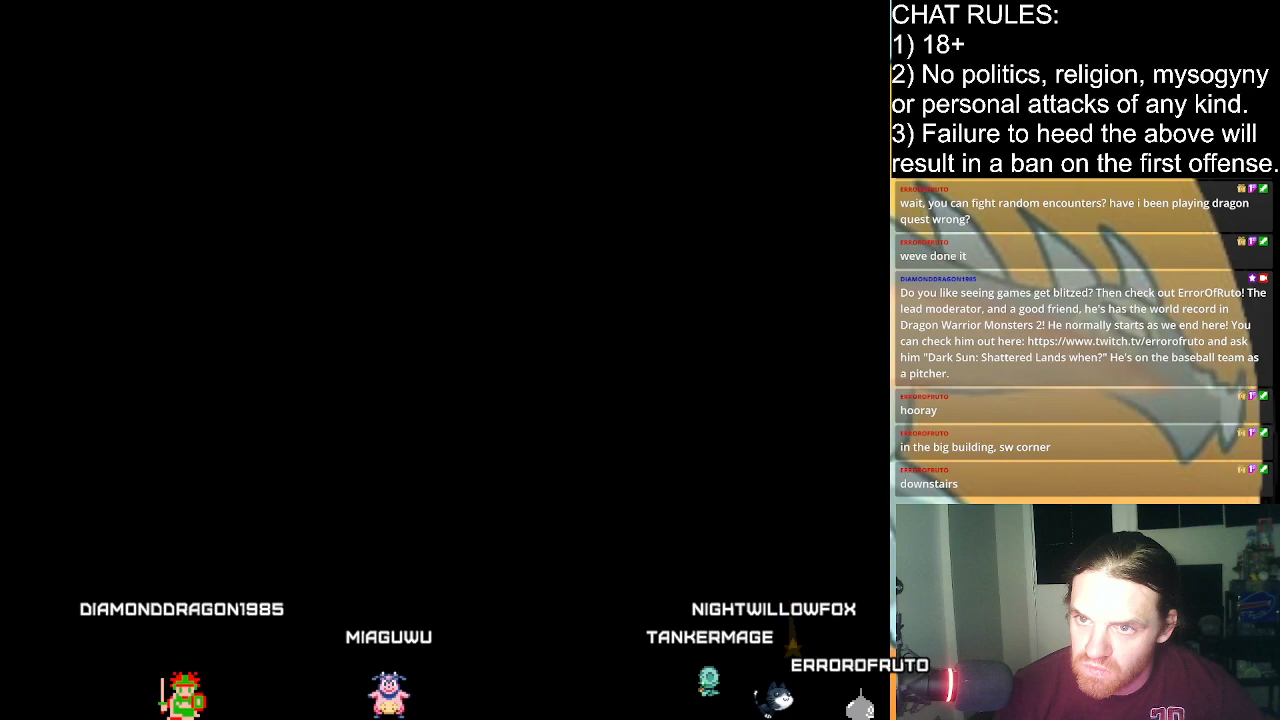 CHAT RULES:
1) 18+
2) No politics, religion, mysogyny
or personal attacks of any kind.
3) Failure to heed the above will
result in a ban on the first offense.
ERROROFRUTO
wait, you can fight random encounters? have i been playing dragon
quest wrong?
ERROROFRUTO
weve done it
DIAMONDDRAGON1985
Do you like seeing games get blitzed? Then check out ErrorOfRuto! The
lead moderator, and a good friend, he's has the world record in
Dragon Warrior Monsters 2! He normally starts as we end here! You
can check him out here: https://www.twitch.tv/errorofruto and ask
him "Dark Sun: Shattered Lands when?" He's on the baseball team as
a pitcher.
ERROROFRUTO
hooray
ERROROFRUTO
in the big building, sw corner
ERROROFRUTO
downstairs
DIAMONDDRAGON1985
NIGHTWILLOWFOX
MIAGUWU
TANKERMAGE
ERROROFRUTO